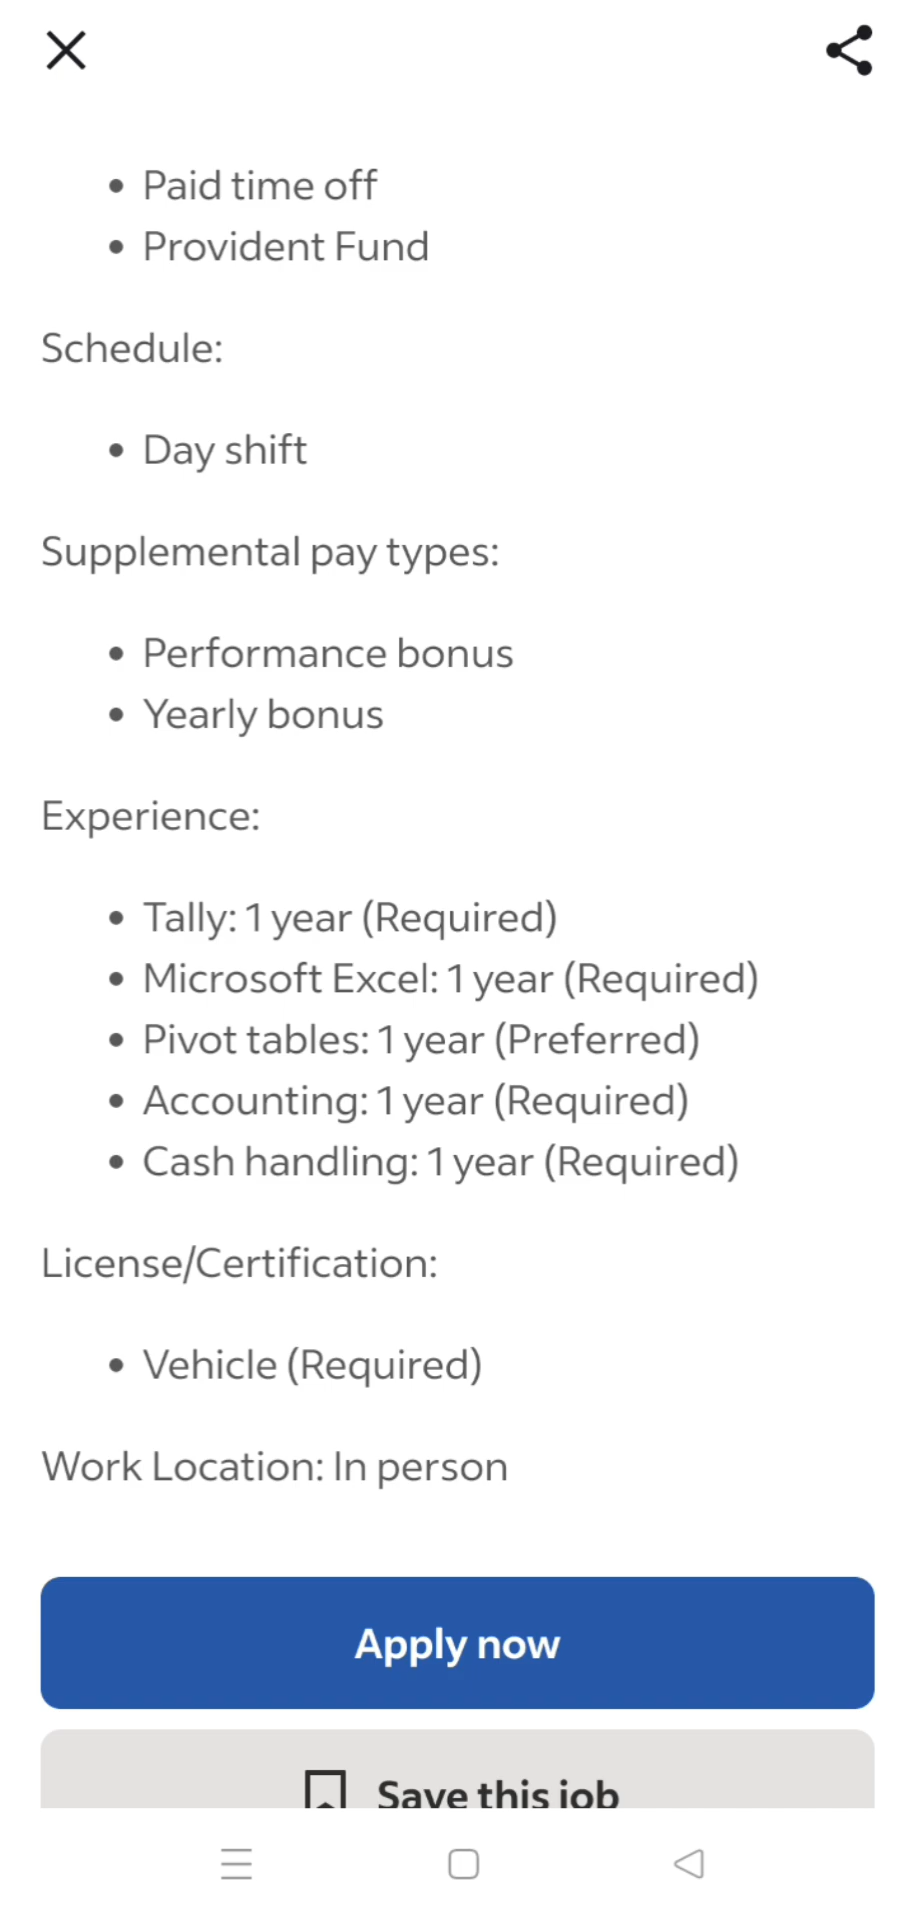 Paid time off
Provident Fund
Schedule:
Day shift
Supplemental pay types:
Performance bonus
Yearly bonus
Experience:
Tally: 1 year (Required)
Microsoft Excel: 1 year (Required)
Pivot tables: 1 year (Preferred)
Accounting: 1 year (Required)
Cash handling: 1 year (Required)
License/Certification:
Vehicle (Required)
Work Location: In person
Apply now
Save this job